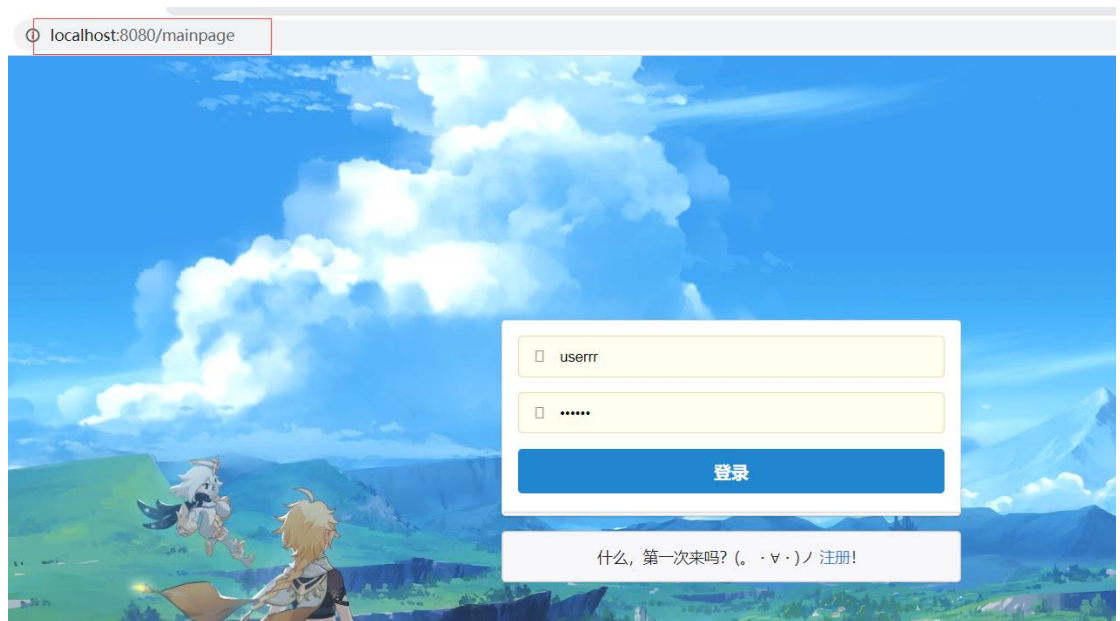 localhost:8080/mainpage
userrr
••••••
登录
什么，第一次来吗？(。·∀·)ノ 注册!